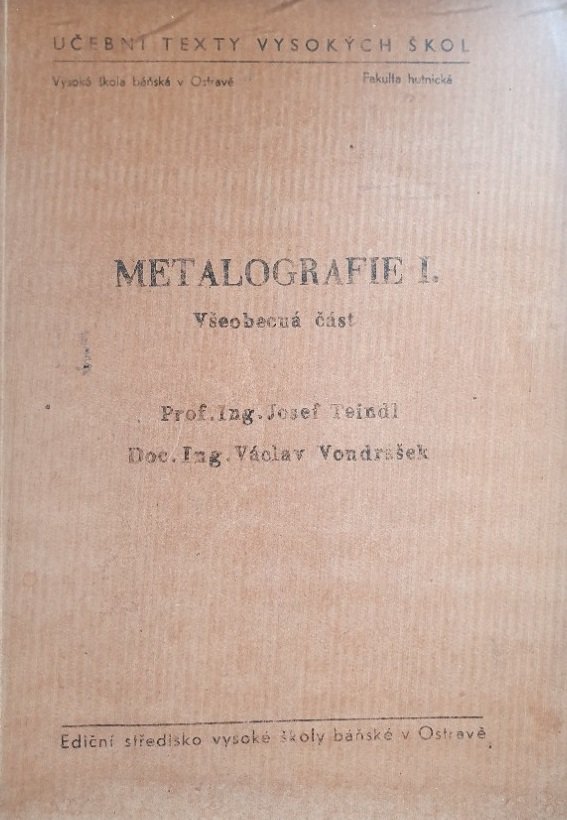 UČEBNÍ TEXTY VYSOKÝCH ŠKOL
Vysoká škola báňská v Ostravě Fakulta hutnická
METALOGRAFIE I.
Všeobecná část
Prof.Ing.Josef Teindl
Doc.Ing.Václav Vondrašek
Ediční středisko vysoké školy báňské v Ostravě